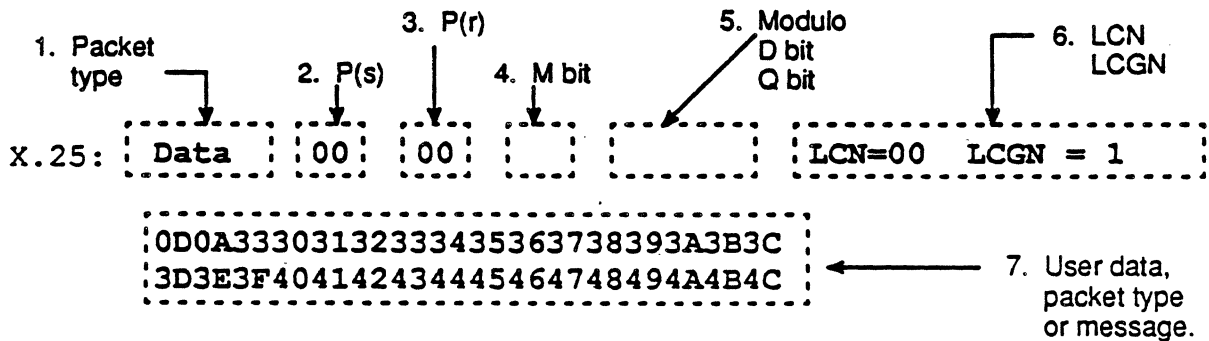 1. Packet
type
2. P(s)
3. P(r)
4. M bit
5. Modulo
D bit
Q bit
6. LCN
LCGN
X.25: Data 00 00 LCN=00 LCGN = 1
0D0A33303132333435363738393A3B3C
3D3E3F404142434445464748494A4B4C
7. User data,
packet type
or message.